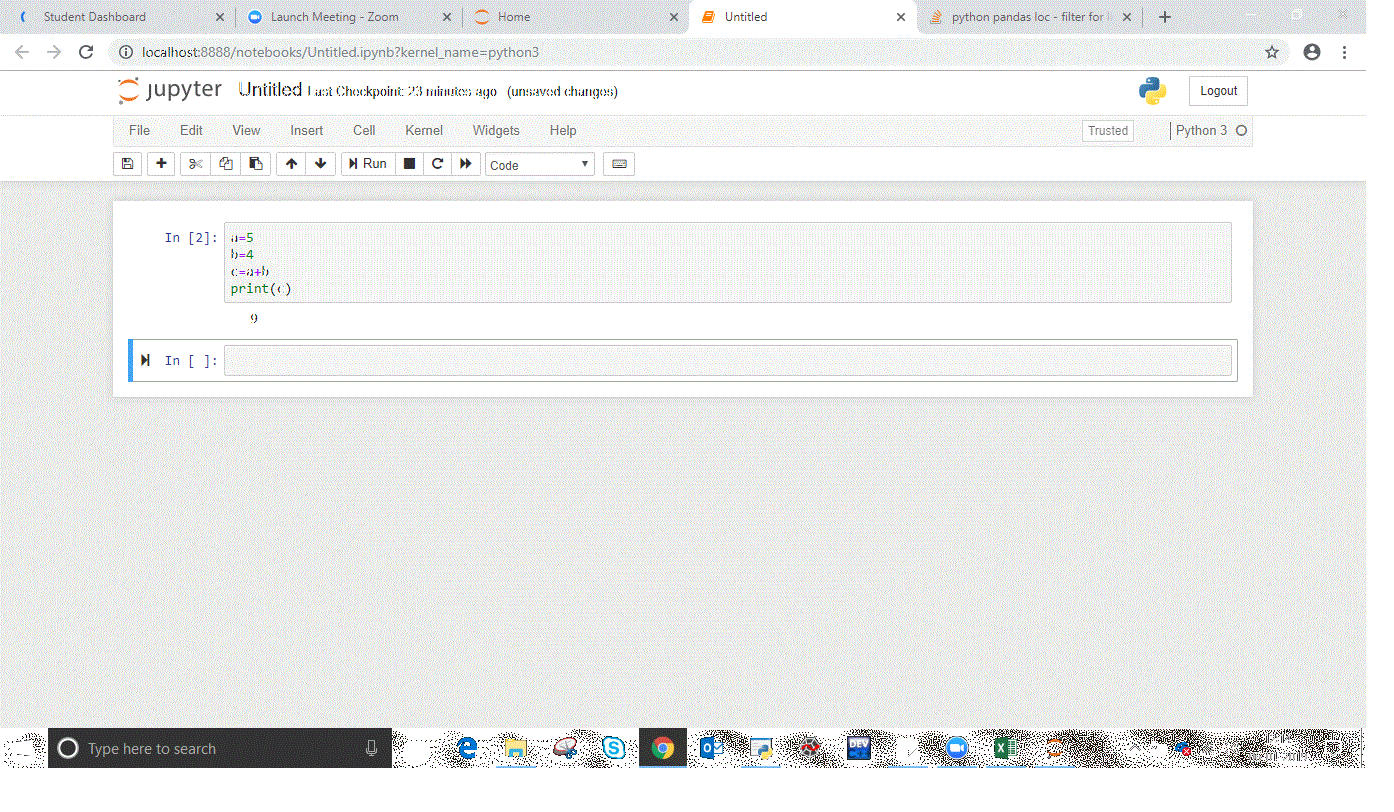 Student Dashboard
Launch Meeting - Zoom
Home
Untitled
python pandas loc - filter for li
localhost:8888/notebooks/Untitled.ipynb?kernel_name=python3
jupyter Untitled Last Checkpoint: 23 minutes ago (unsaved changes)
Logout
File Edit View Insert Cell Kernel Widgets Help
Trusted
Python 3
Run
Code
In [2]:
a=5
b=4
c=a+b
print(c)
9
In [ ]:
Type here to search
DEV